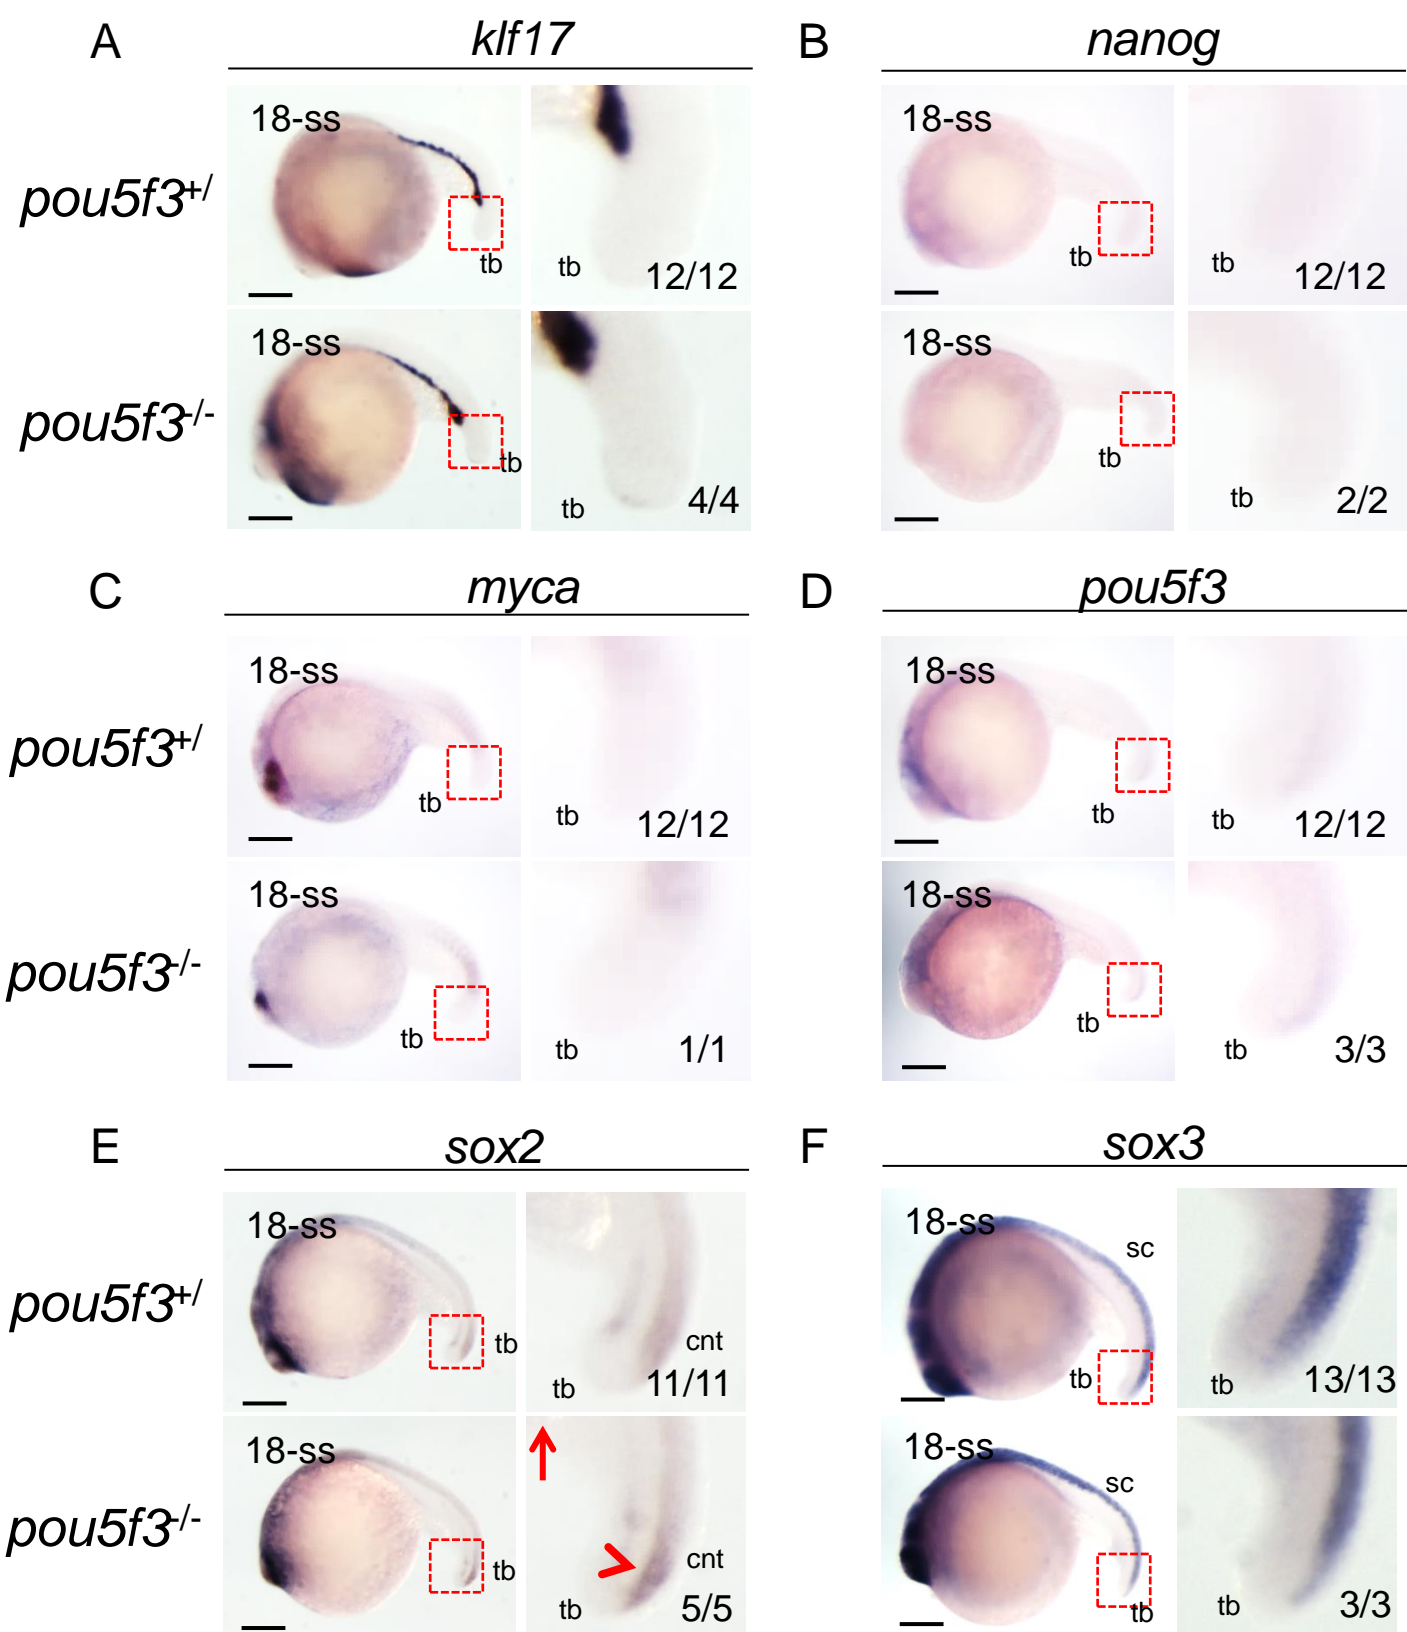 A klf17 B nanog
18-ss 18-ss
pou5f3+/
tb tb 12/12 tb tb 12/12
18-ss 18-ss
pou5f3-/-
tb tb 4/4 tb tb 2/2
C myca D pou5f3
18-ss 18-ss
pou5f3+/
tb tb 12/12 tb tb 12/12
18-ss 18-ss
pou5f3-/-
tb tb 1/1 tb tb 3/3
E sox2 F sox3
18-ss 18-ss sc
pou5f3+/
tb cnt tb
tb 11/11 tb 13/13
18-ss 18-ss sc
pou5f3-/-
tb cnt
tb 5/5 tb tb 3/3